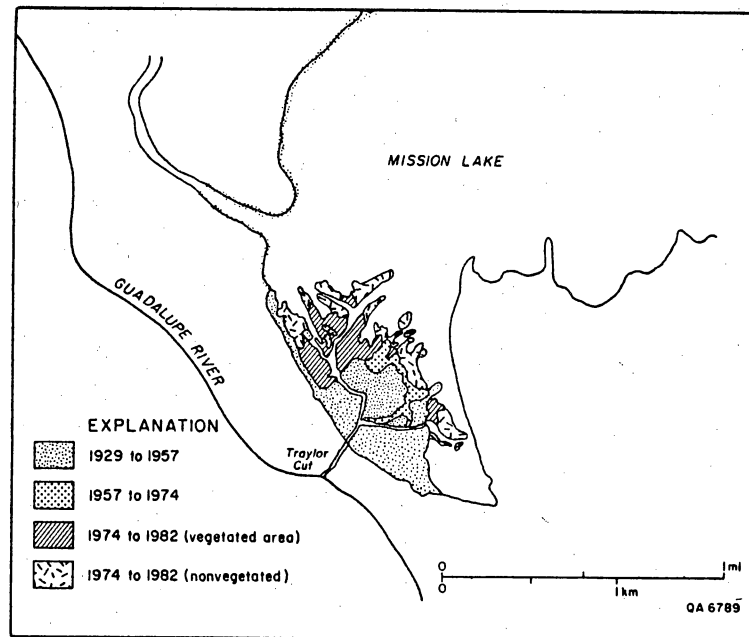 MISSION LAKE
GUADALUPE RIVER
Traylor
Cut
EXPLANATION
1929 to 1957
1957 to 1974
1974 to 1982 (vegetated area)
1974 to 1982 (nonvegetated)
0 1 mi
0 1 km
QA 6789